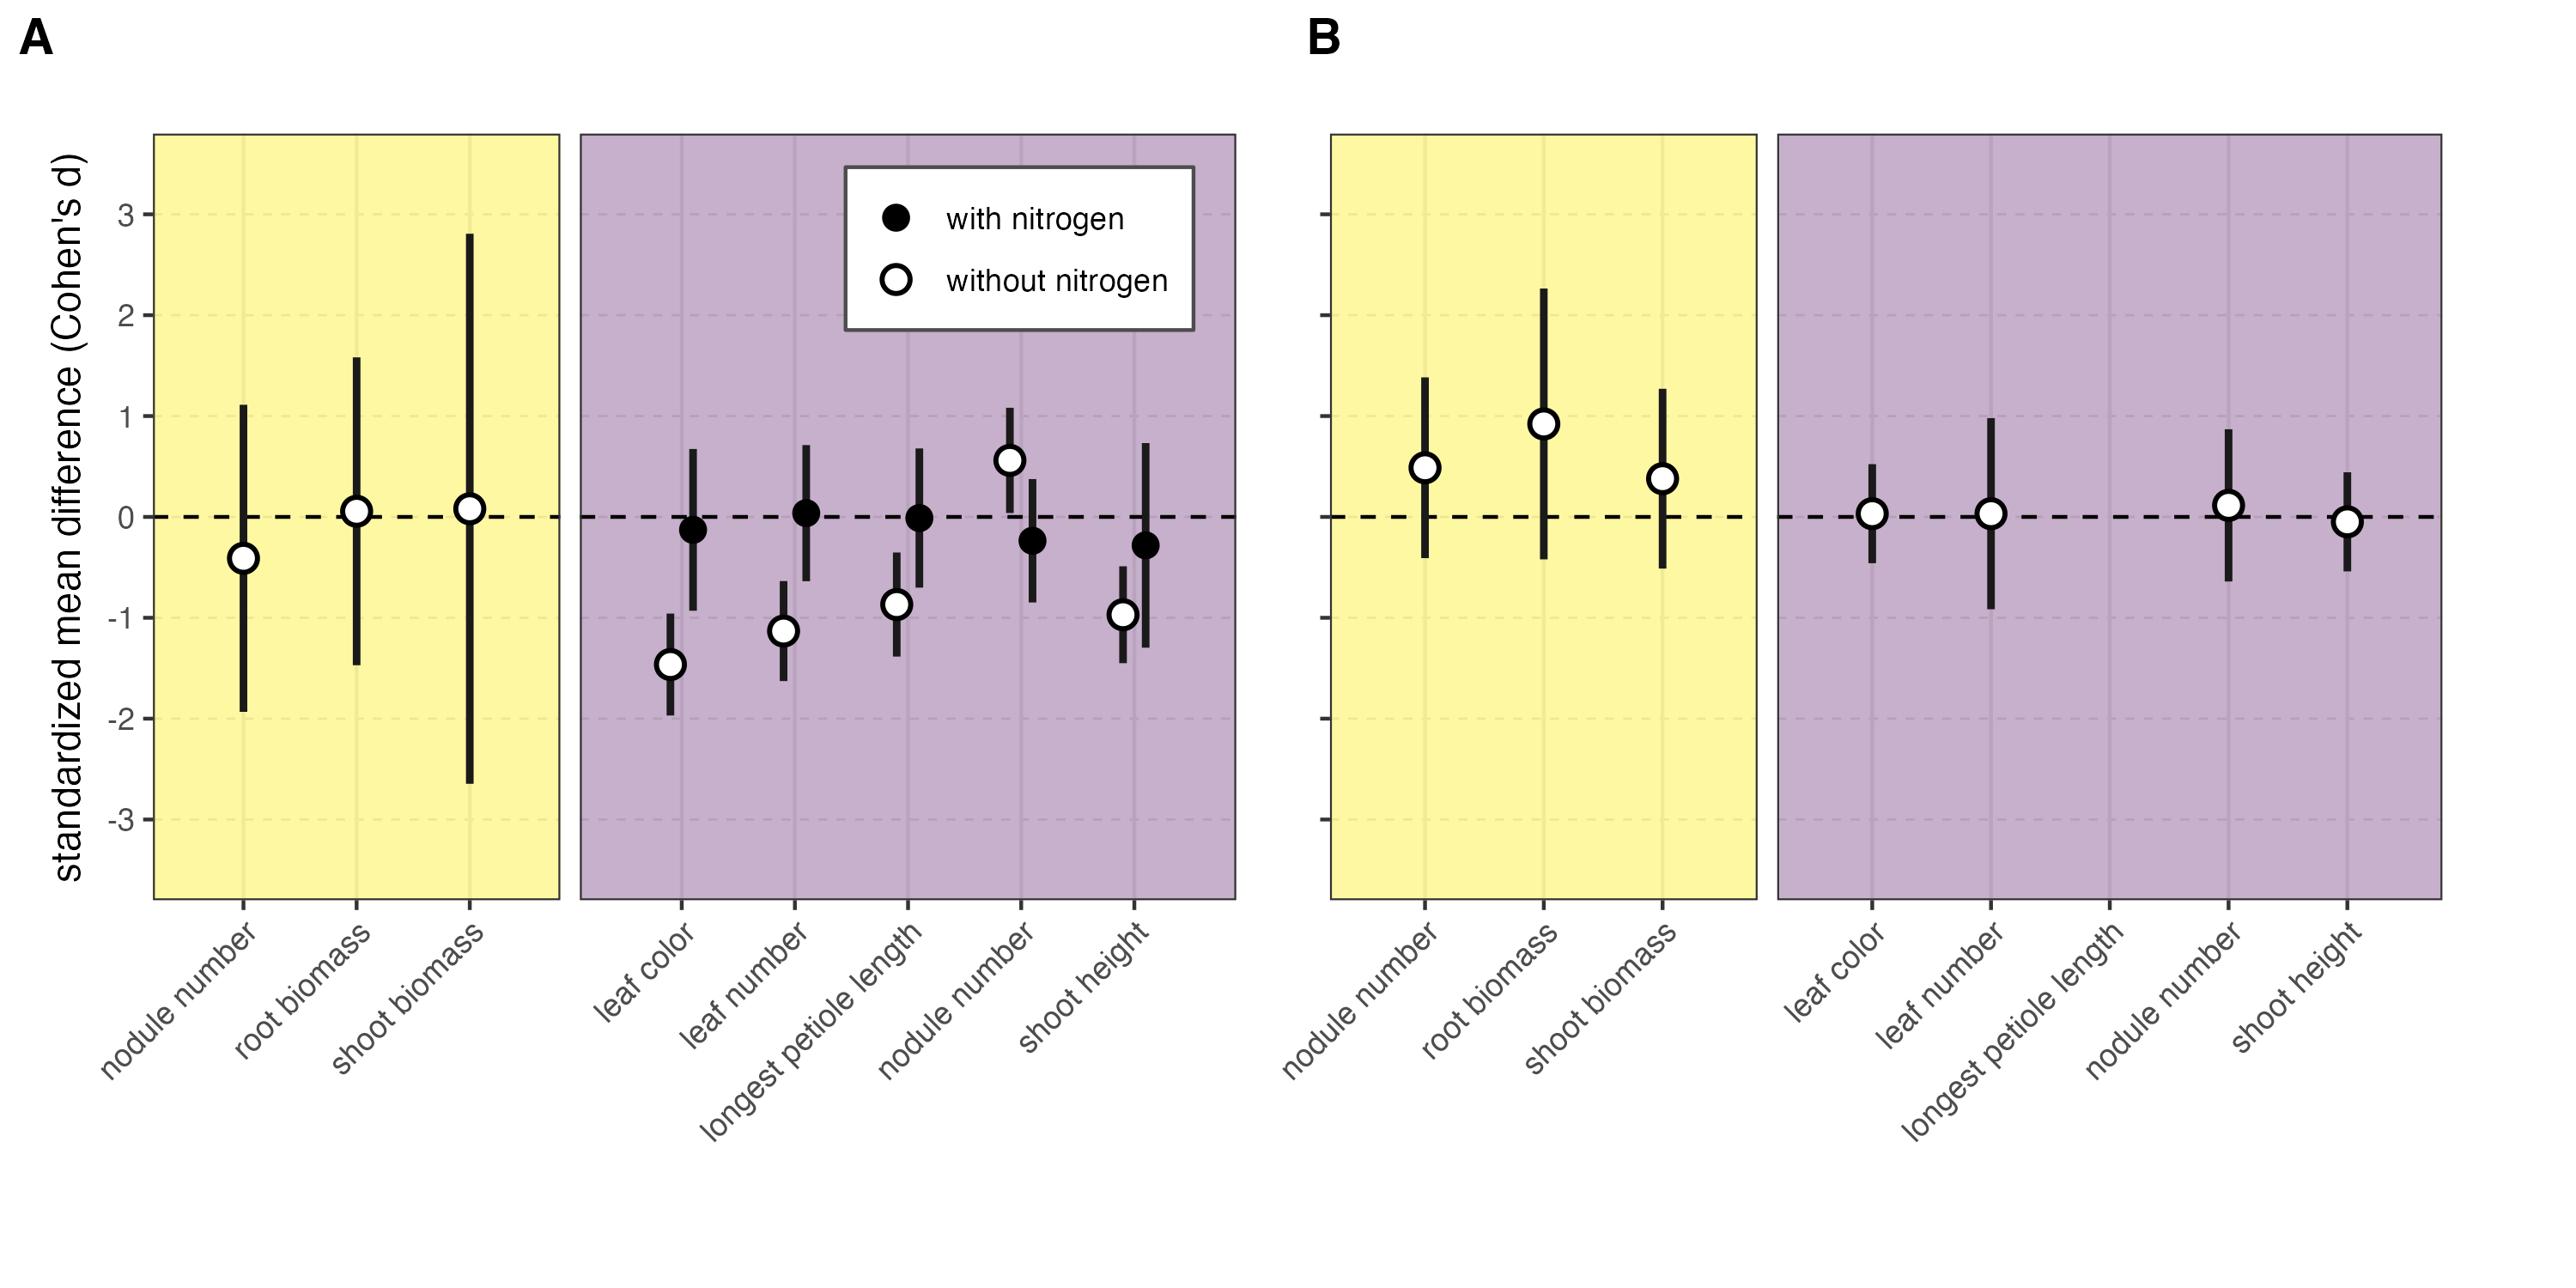 A
B
standardized mean difference (Cohen's d)
3
2
1
0
-1
-2
-3
with nitrogen
without nitrogen
nodule number
root biomass
shoot biomass
leaf color
leaf number
longest petiole length
nodule number
shoot height
nodule number
root biomass
shoot biomass
leaf color
leaf number
longest petiole length
nodule number
shoot height